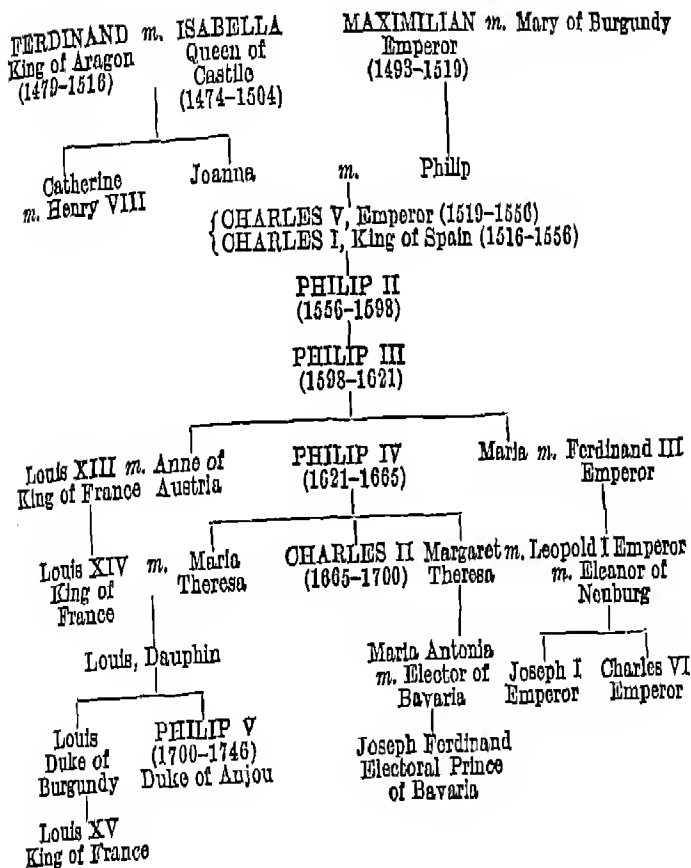 FERDINAND m. ISABELLA
King of Aragon Queen of
(1479-1516) Castile
(1474-1504)
MAXIMILIAN m. Mary of Burgundy
Emperor
(1493-1519)
Catherine
m. Henry VIII
Joanna m. Philip
{CHARLES V, Emperor (1519-1556)
{CHARLES I, King of Spain (1516-1556)
PHILIP II
(1556-1598)
PHILIP III
(1598-1621)
Louis XIII m. Anne of
King of France Austria
PHILIP IV
(1621-1665)
Maria m. Ferdinand III
Emperor
Louis XIV m. Maria
King of Theresa
France
CHARLES II
(1665-1700)
Margaret m. Leopold I Emperor
Theresa m. Eleanor of
Neuburg
Louis, Dauphin
Maria Antonia
m. Elector of
Bavaria
Joseph I
Emperor
Charles VI
Emperor
Louis
Duke of
Burgundy
PHILIP V
(1700-1746)
Duke of Anjou
Joseph Ferdinand
Electoral Prince
of Bavaria
Louis XV
King of France